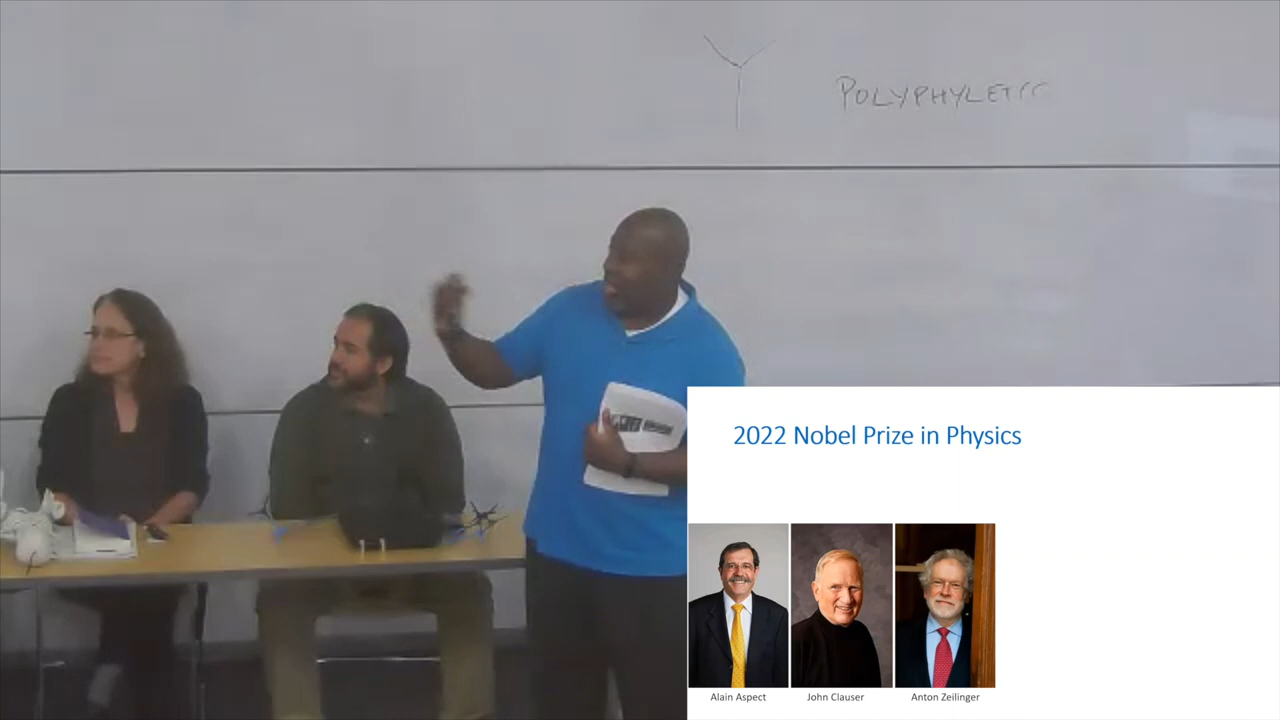 POLYPHYLETIC
2022 Nobel Prize in Physics
Alain Aspect
John Clauser
Anton Zeilinger